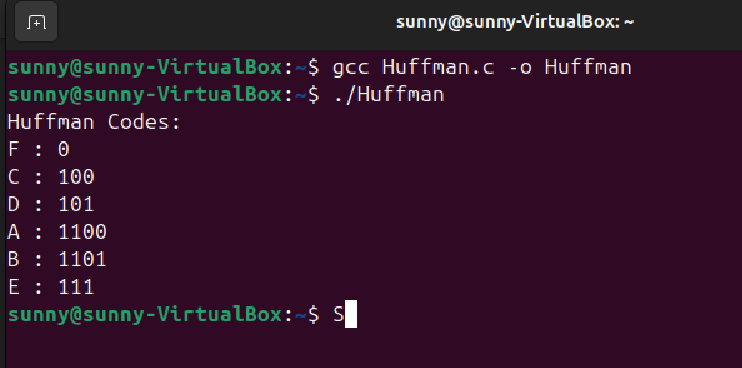 sunny@sunny-VirtualBox: ~
sunny@sunny-VirtualBox:~$ gcc Huffman.c -o Huffman
sunny@sunny-VirtualBox:~$ ./Huffman
Huffman Codes:
F : 0
C : 100
D : 101
A : 1100
B : 1101
E : 111
sunny@sunny-VirtualBox:~$ S